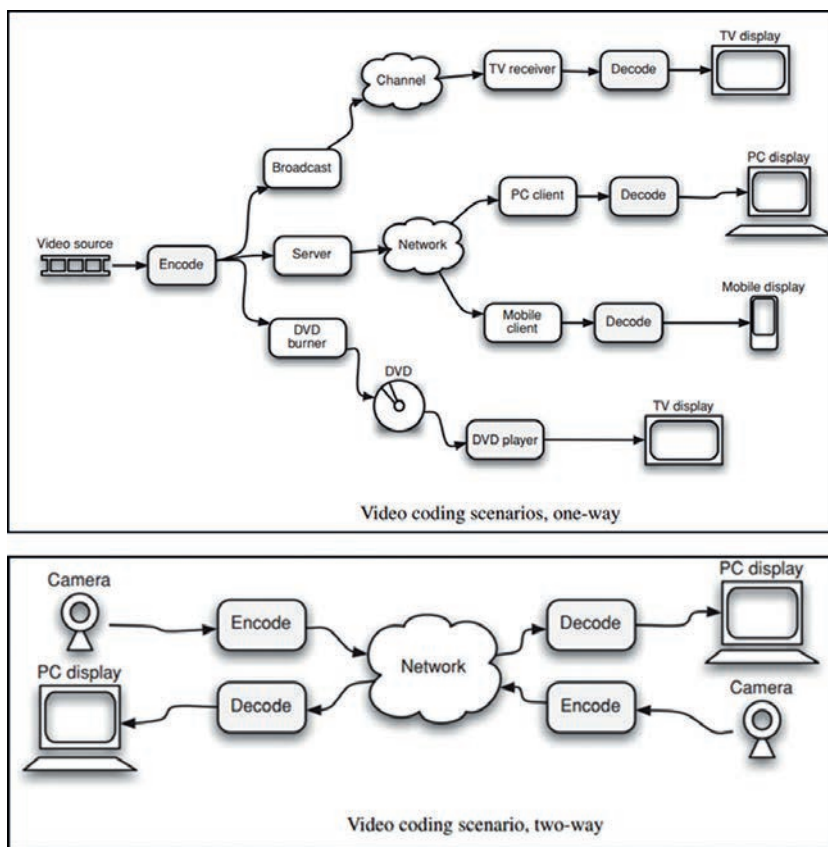 TV display
Channel
TV receiver
Decode
Broadcast
PC display
PC client
Decode
Video source
Encode
Server
Network
Mobile display
Mobile
client
Decode
DVD
burner
DVD
TV display
DVD player
Video coding scenarios, one-way
Camera
PC display
Encode
Decode
Network
PC display
Camera
Decode
Encode
Video coding scenario, two-way